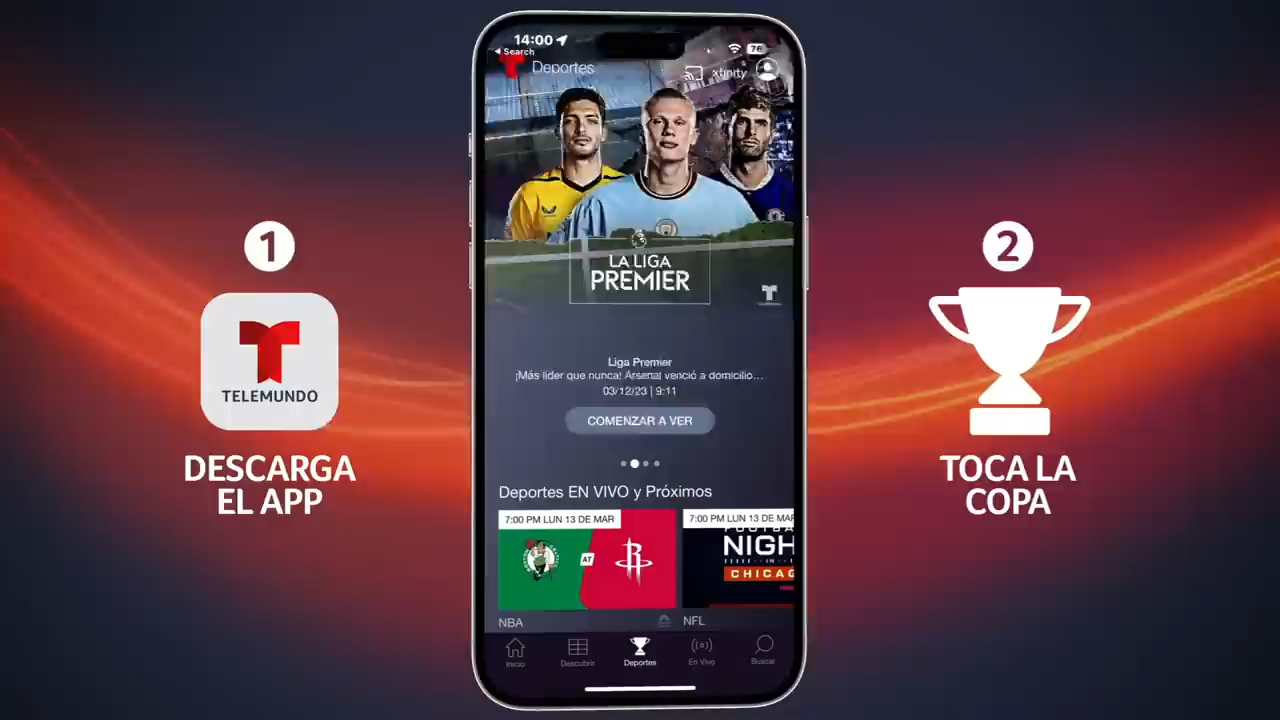 1
TELEMUNDO
DESCARGA
EL APP
14:00
76
Search
Deportes
xfinity
LA LIGA
PREMIER
Liga Premier
¡Más líder que nunca! Arsenal venció a domicilio...
03/12/23 | 9:11
COMENZAR A VER
Deportes EN VIVO y Próximos
7:00 PM LUN 13 DE MAR
7:00 PM LUN 13 DE MAR
AT
R
NIGH
IN
CHICAG
NBA
NFL
Inicio
Descubrir
Deportes
En Vivo
Buscar
2
TOCA LA
COPA